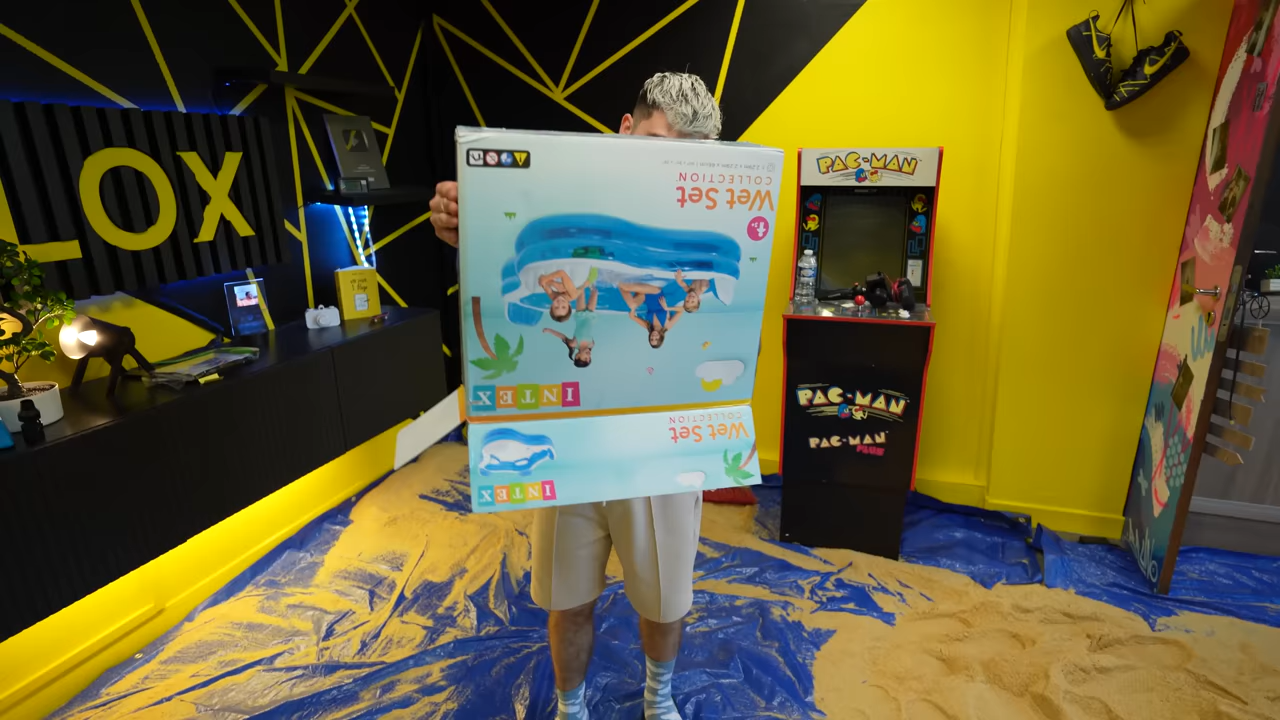 LOX
PAC-MAN
Wet Set
COLLECTION
INTEX
Wet Set
COLLECTION
INTEX
PAC-MAN
PAC-MAN
PLUS